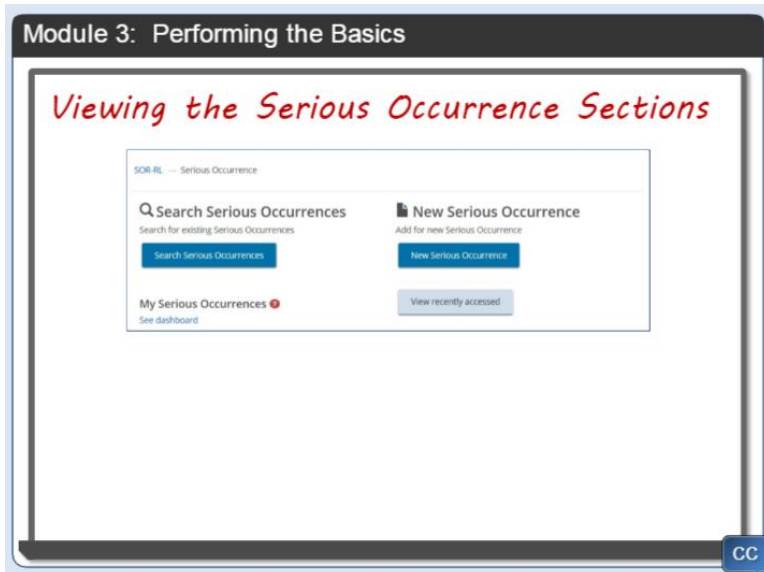 Module 3: Performing the Basics
Viewing the Serious Occurrence Sections
SOR-RL — Serious Occurrence
Search Serious Occurrences
Search for existing Serious Occurrences
Search Serious Occurrences
New Serious Occurrence
Add for new Serious Occurrence
New Serious Occurrence
My Serious Occurrences
See dashboard
View recently accessed
CC